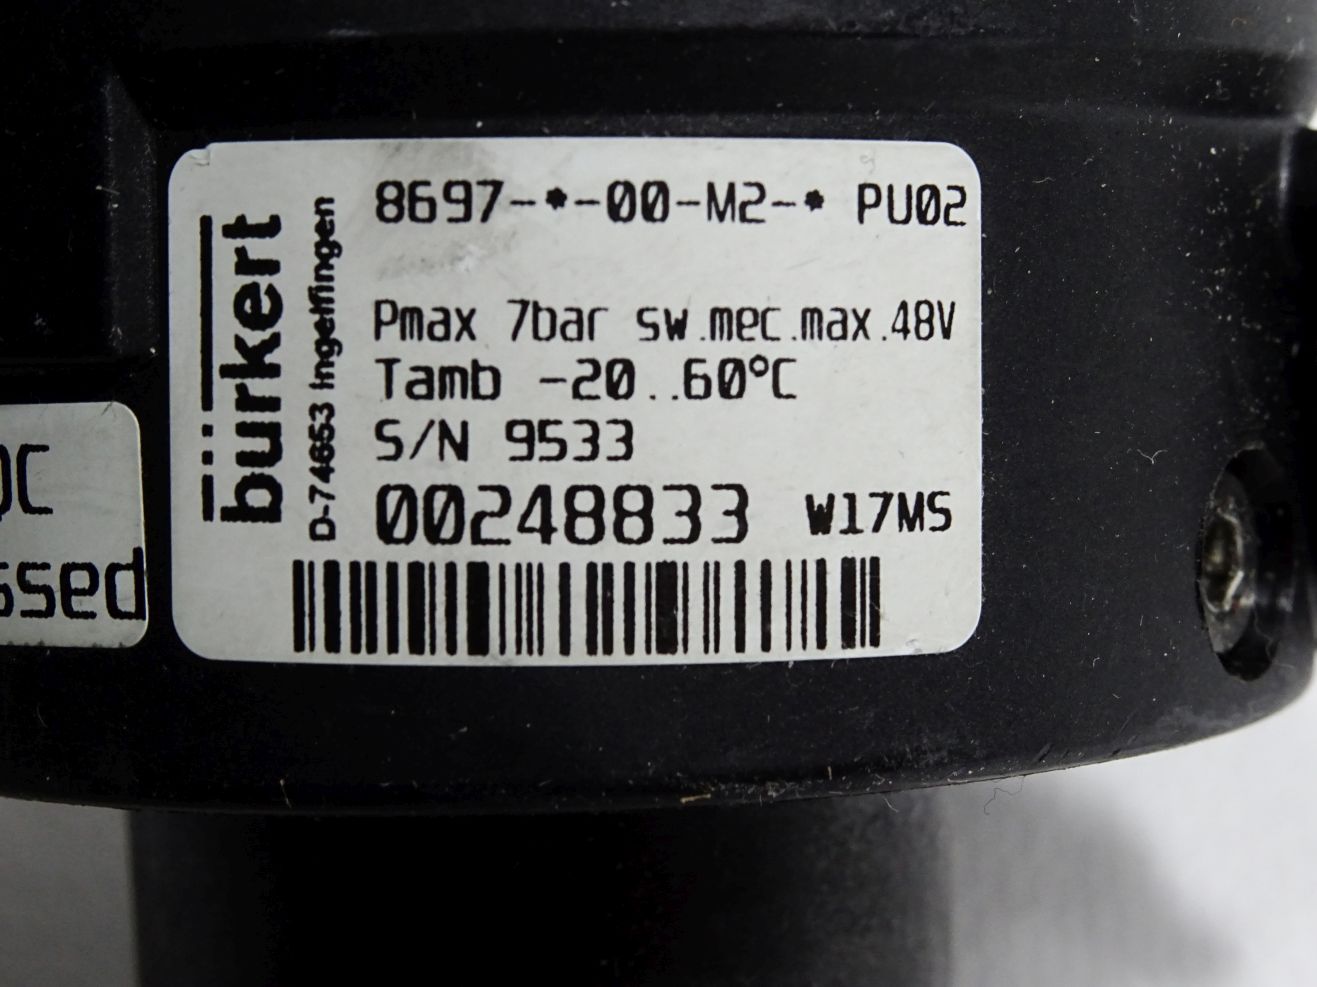 bürkert
D-74653 Ingelfingen
8697-*-00-M2-* PU02
Pmax 7bar sw.mec.max.48V
Tamb -20..60°C
S/N 9533
00248833 W17MS